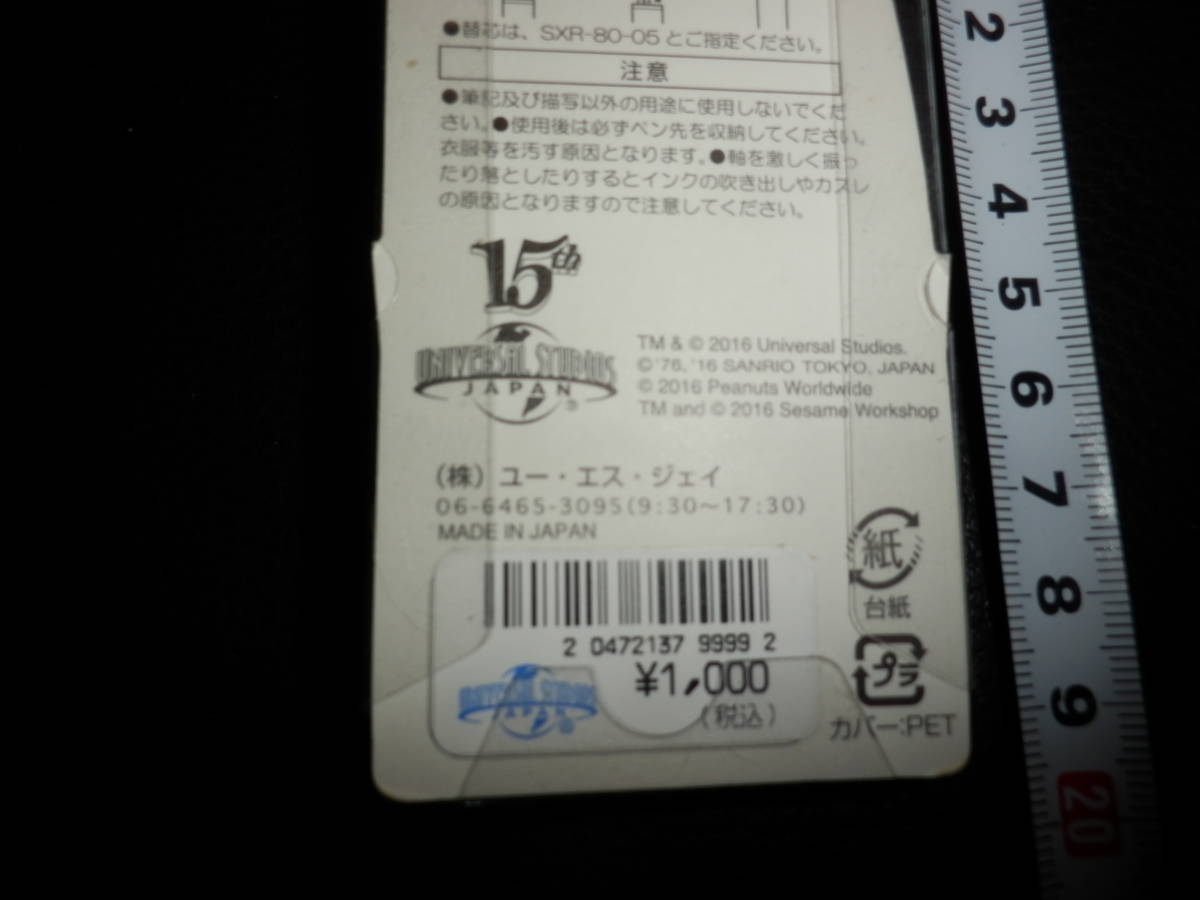 ●替芯は、SXR-80-05とご指定ください。
注意
●筆記及び描写以外の用途に使用しないでくだ
さい。●使用後は必ずペン先を収納してください。
衣服等を汚す原因となります。●軸を激しく振っ
たり落としたりするとインクの吹き出しやカスレ
の原因となりますので注意してください。
15th
UNIVERSAL STUDIOS
JAPAN®
TM & © 2016 Universal Studios.
©'76, '16 SANRIO TOKYO, JAPAN
© 2016 Peanuts Worldwide
TM and © 2016 Sesame Workshop
(株) ユー・エス・ジェイ
06-6465-3095(9:30〜17:30)
MADE IN JAPAN
紙
台紙
2 0472137 9999 2
¥1,000
(税込)
UNIVERSAL STUDIOS
JAPAN®
プラ
カバー:PET
2
3
4
5
6
7
8
9
20